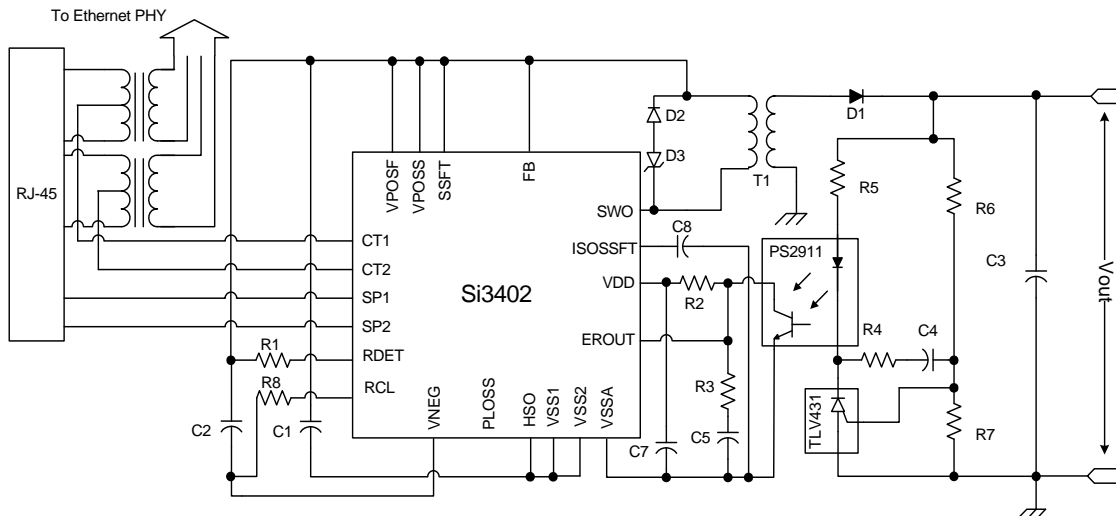 To Ethernet PHY
RJ-45
VPOSF
VPOSS
SSFT
FB
CT1
CT2
SP1
SP2
RDET
RCL
Si3402
SWO
ISOSSFT
VDD
EROUT
VNEG
PLOSS
HSO
VSS1
VSS2
VSSA
R1
R8
C2
C1
D2
D3
T1
D1
C8
R2
R3
C7
C5
PS2911
R5
R6
R4
C4
TLV431
R7
C3
Vout